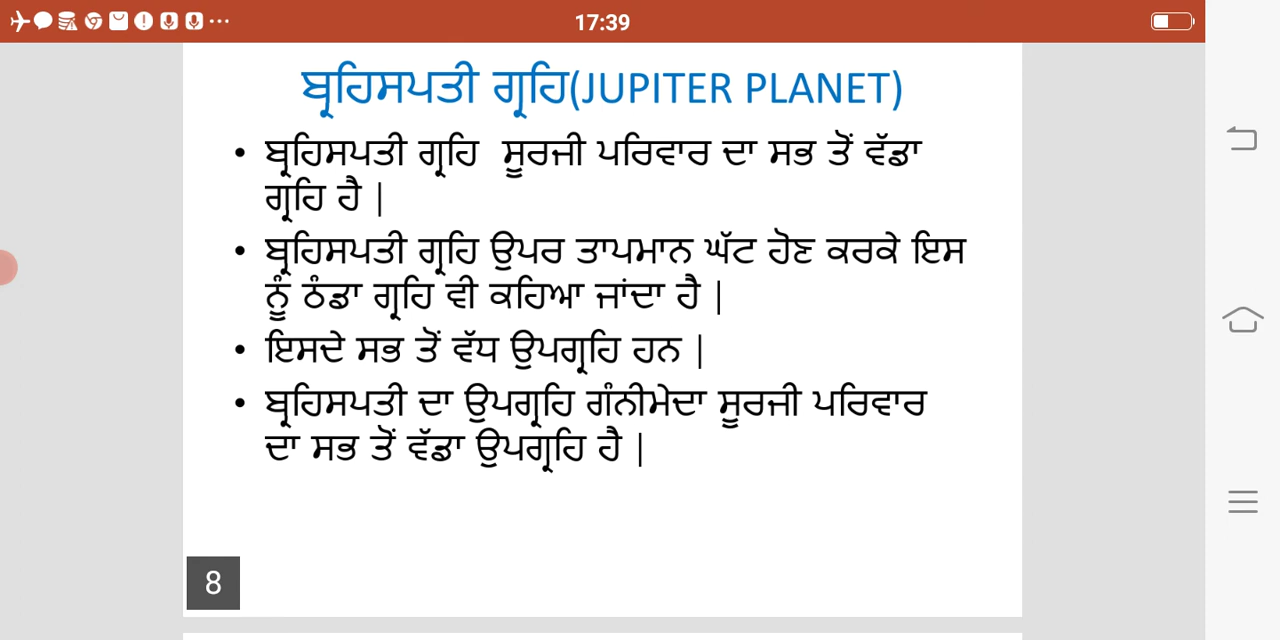 17:39
ਬ੍ਰਹਿਸਪਤੀ ਗ੍ਰਹਿ(JUPITER PLANET)
• ਬ੍ਰਹਿਸਪਤੀ ਗ੍ਰਹਿ ਸੂਰਜੀ ਪਰਿਵਾਰ ਦਾ ਸਭ ਤੋਂ ਵੱਡਾ
ਗ੍ਰਹਿ ਹੈ |
• ਬ੍ਰਹਿਸਪਤੀ ਗ੍ਰਹਿ ਉਪਰ ਤਾਪਮਾਨ ਘੱਟ ਹੋਣ ਕਰਕੇ ਇਸ
ਨੂੰ ਠੰਡਾ ਗ੍ਰਹਿ ਵੀ ਕਹਿਆ ਜਾਂਦਾ ਹੈ |
• ਇਸਦੇ ਸਭ ਤੋਂ ਵੱਧ ਉਪਗ੍ਰਹਿ ਹਨ |
• ਬ੍ਰਹਿਸਪਤੀ ਦਾ ਉਪਗ੍ਰਹਿ ਗੰਨੀਮੇਦਾ ਸੂਰਜੀ ਪਰਿਵਾਰ
ਦਾ ਸਭ ਤੋਂ ਵੱਡਾ ਉਪਗ੍ਰਹਿ ਹੈ |
8